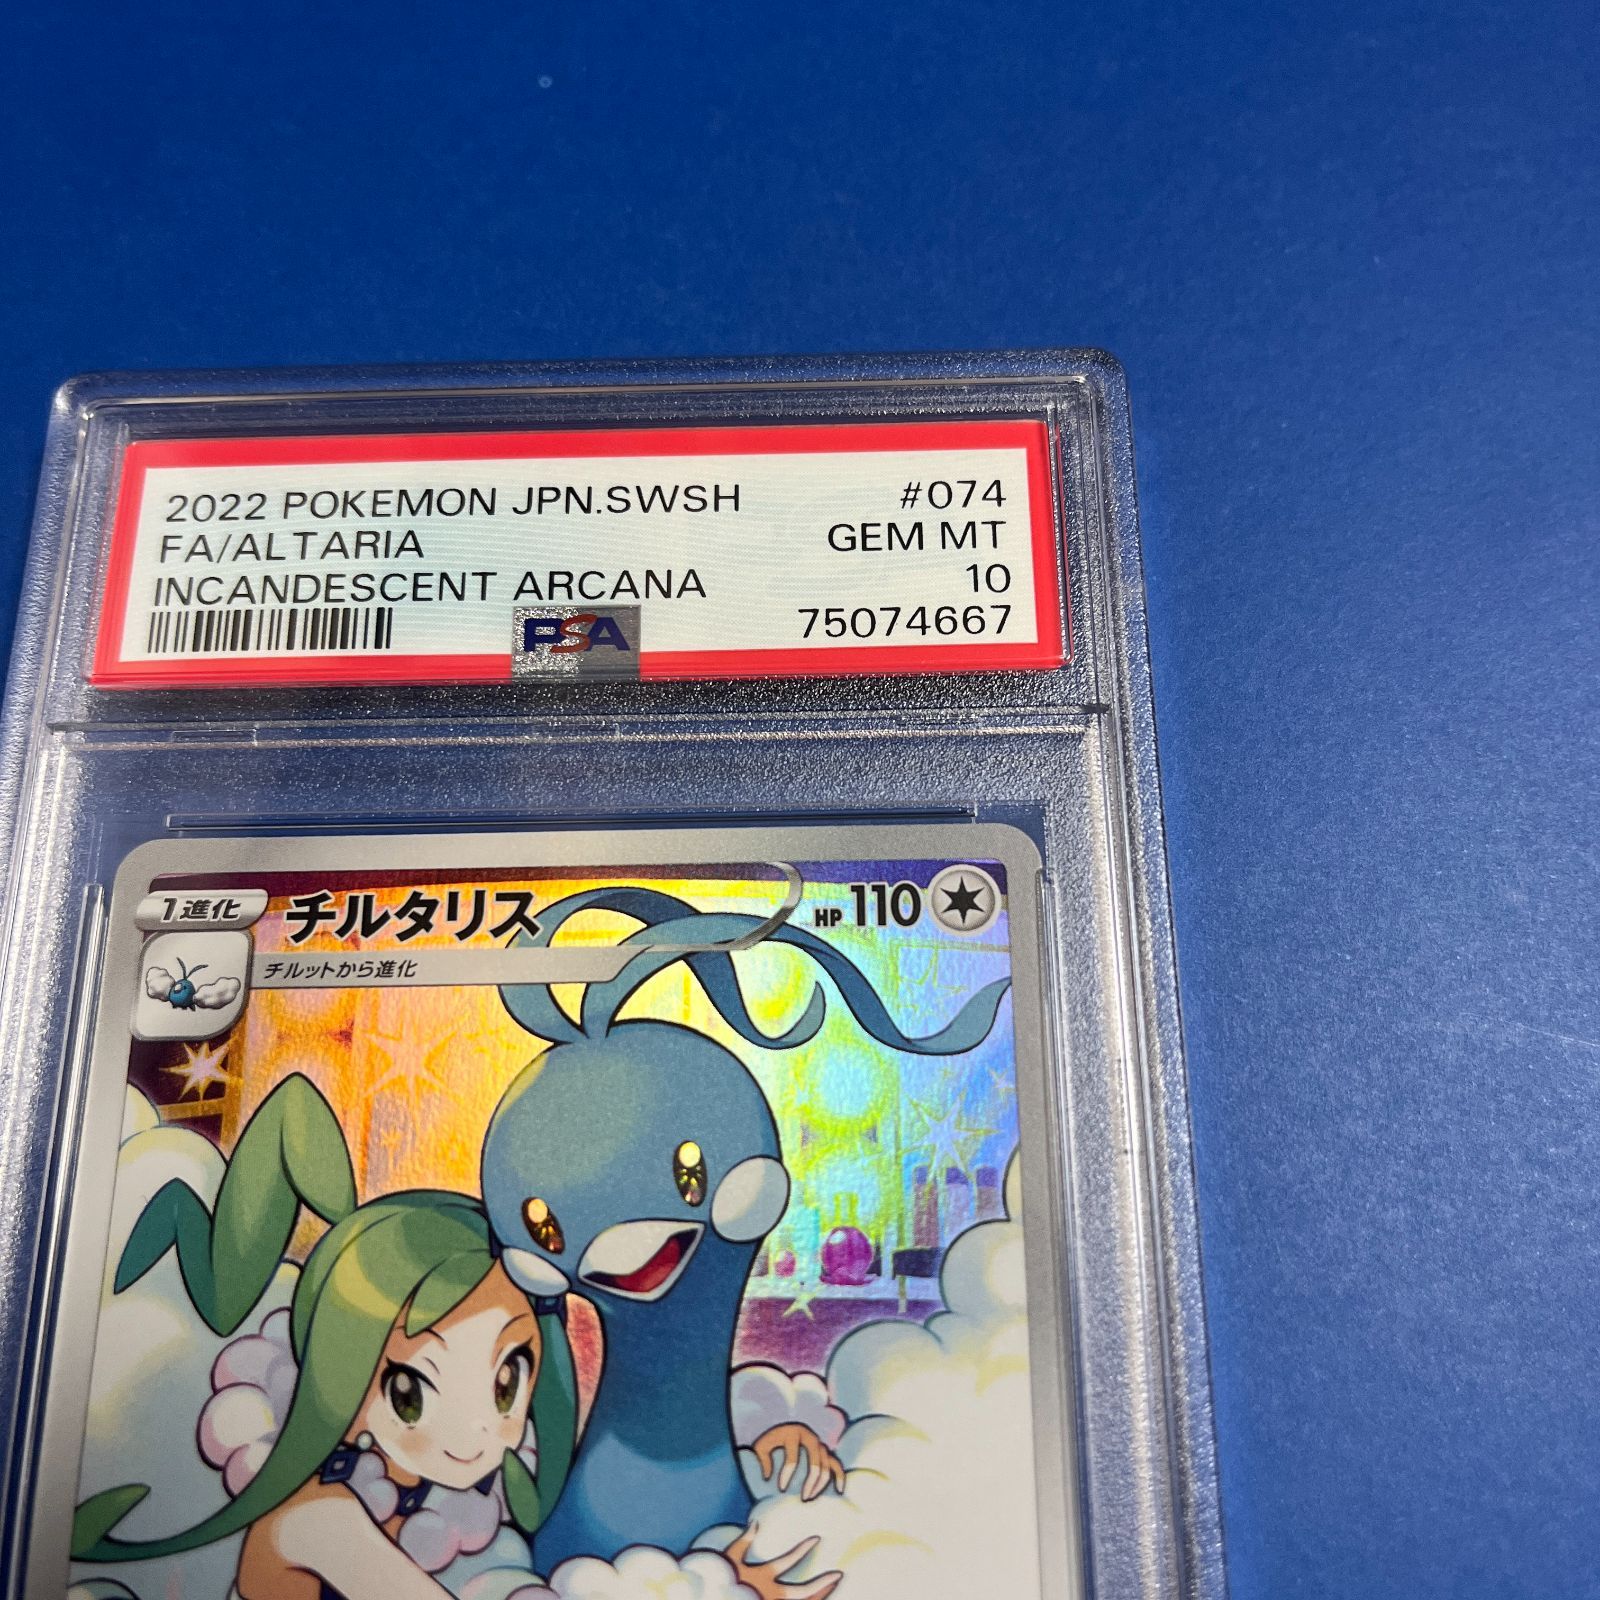 2022 POKEMON JPN.SWSH #074
FA/ALTARIA GEM MT
INCANDESCENT ARCANA 10
PSA 75074667
1進化 チルタリス HP 110
チルットから進化